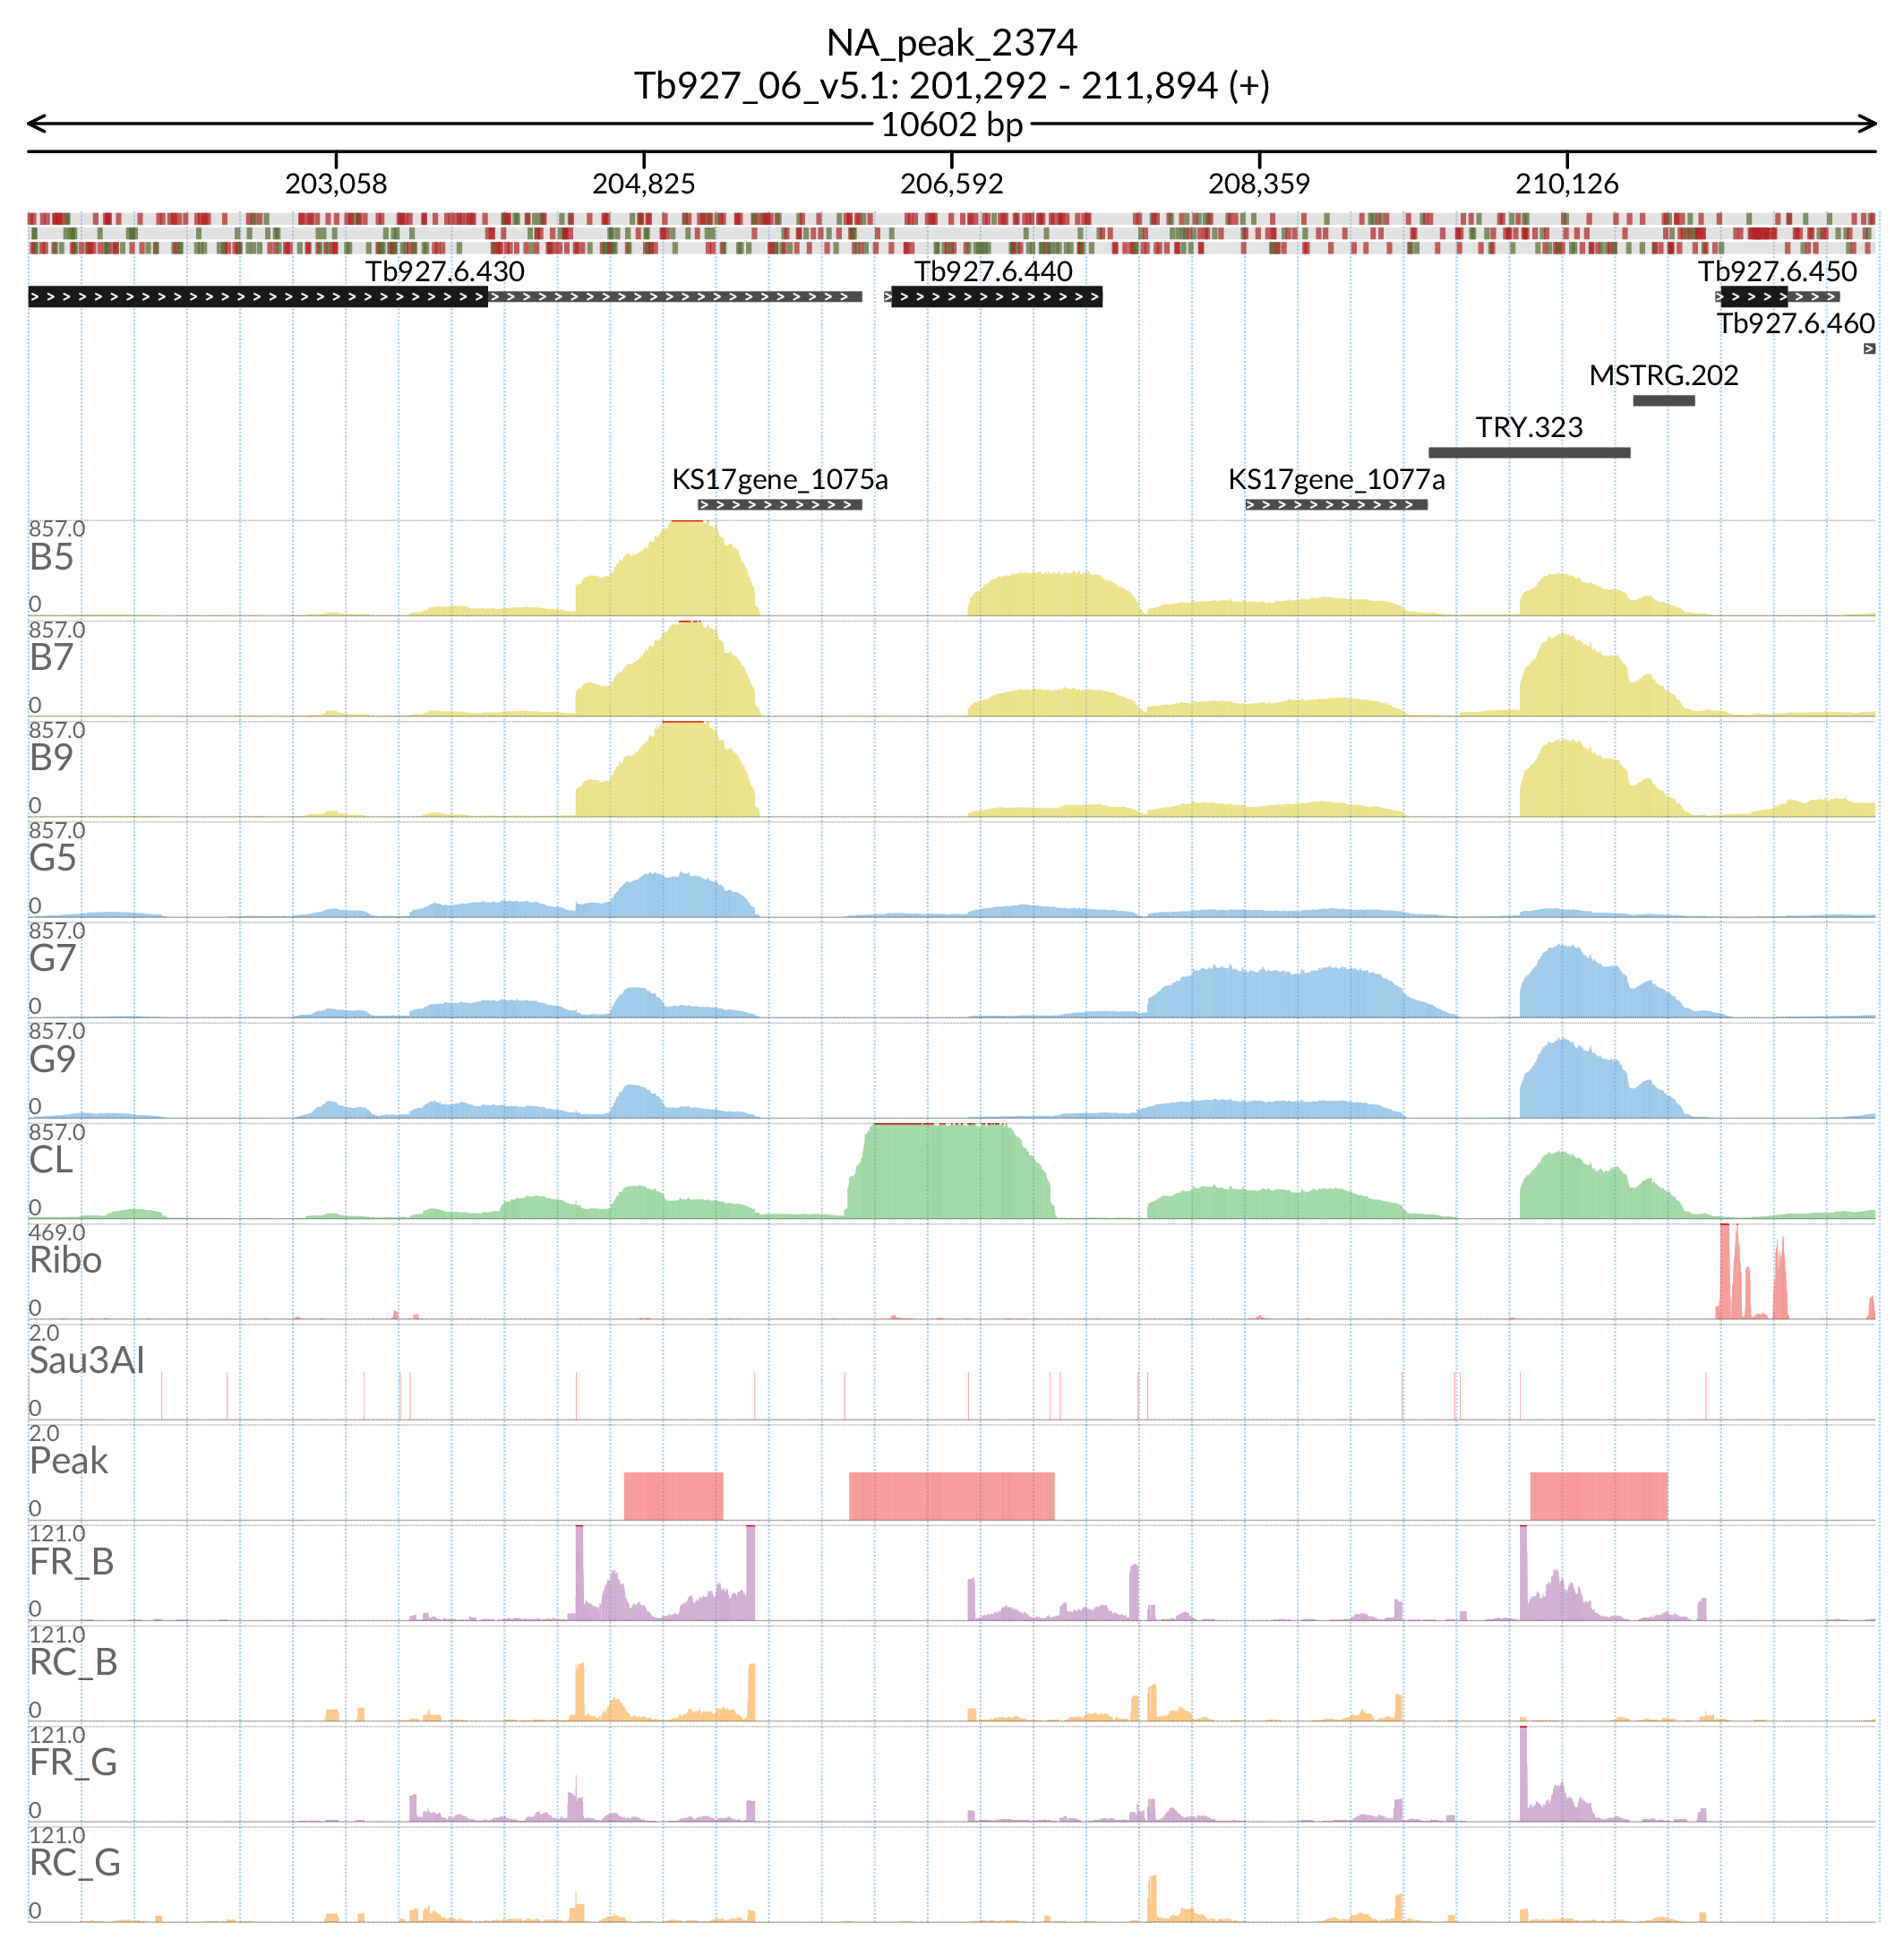 NA_peak_2374
Tb927_06_v5.1: 201,292 - 211,894 (+)
10602 bp
203,058 204,825 206,592 208,359 210,126
Tb927.6.430 Tb927.6.440 Tb927.6.450
Tb927.6.460
MSTRG.202
TRY.323
KS17gene_1075a KS17gene_1077a
857.0
B5
0
857.0
B7
0
857.0
B9
0
857.0
G5
0
857.0
G7
0
857.0
G9
0
857.0
CL
0
469.0
Ribo
0
2.0
Sau3AI
0
2.0
Peak
0
121.0
FR_B
0
121.0
RC_B
0
121.0
FR_G
0
121.0
RC_G
0